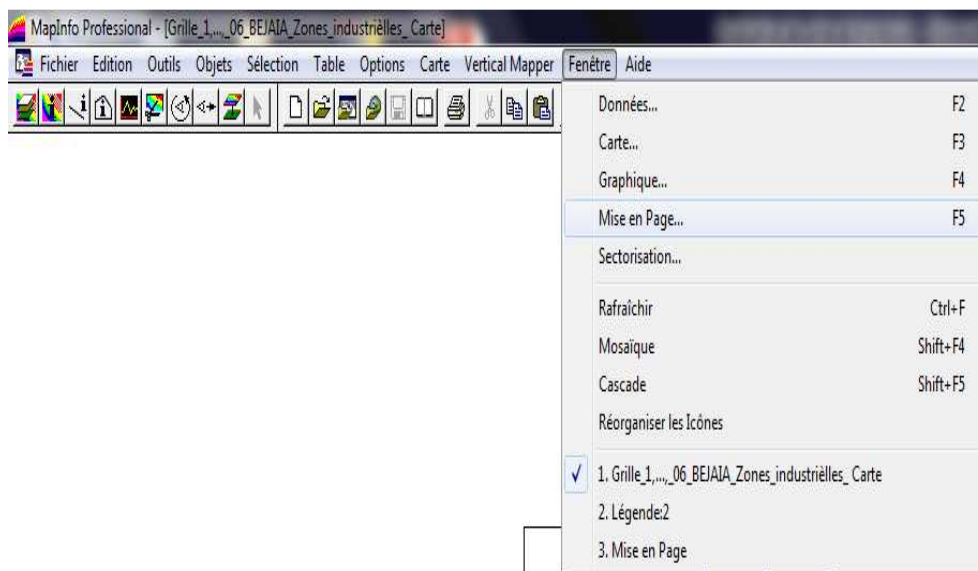 MapInfo Professional - [Grille_1,...,_06_BEJAIA_Zones_industrièlles_ Carte]
Fichier Edition Outils Objets Sélection Table Options Carte Vertical Mapper Fenêtre Aide
Données... F2
Carte... F3
Graphique... F4
Mise en Page... F5
Sectorisation...
Rafraîchir Ctrl+F
Mosaïque Shift+F4
Cascade Shift+F5
Réorganiser les Icônes
1. Grille_1,...,_06_BEJAIA_Zones_industrièlles_ Carte
2. Légende:2
3. Mise en Page